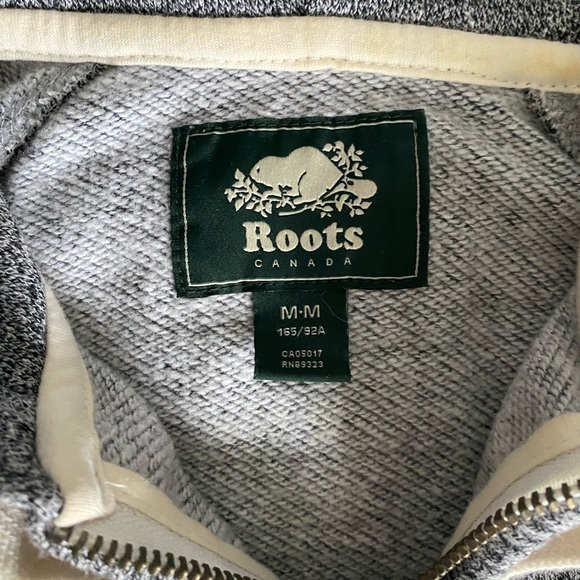 Roots
CANADA
M·M
165/92A
CA05017
RN89323